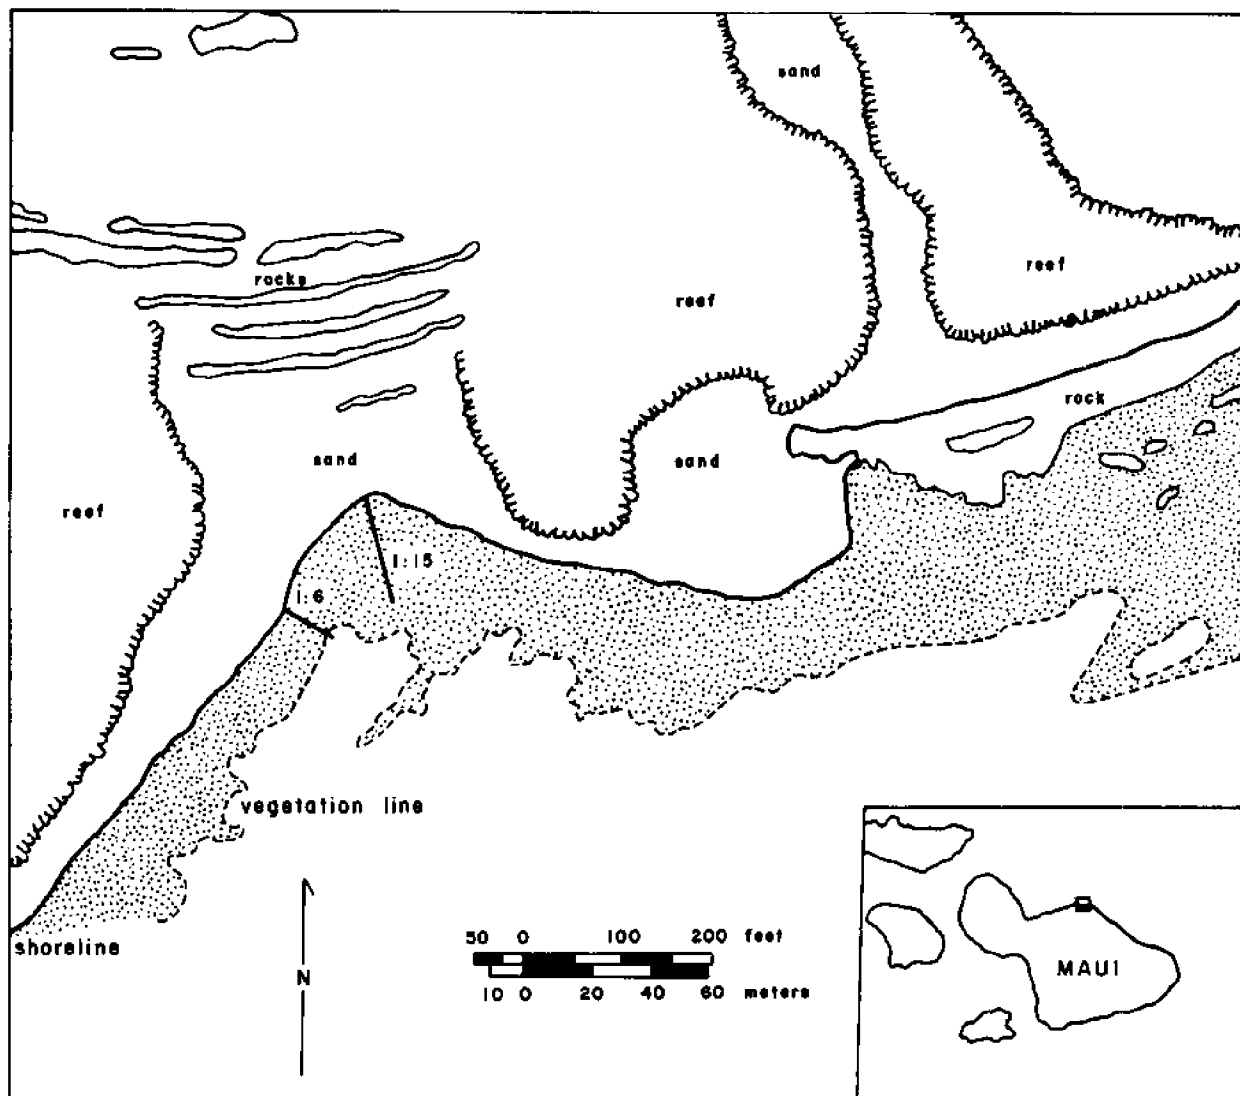 sand
reef
rocks
reef
rock
sand
sand
reef
1:15
1:6
vegetation line
shoreline
N
50 0 100 200 feet
10 0 20 40 60 meters
MAUI